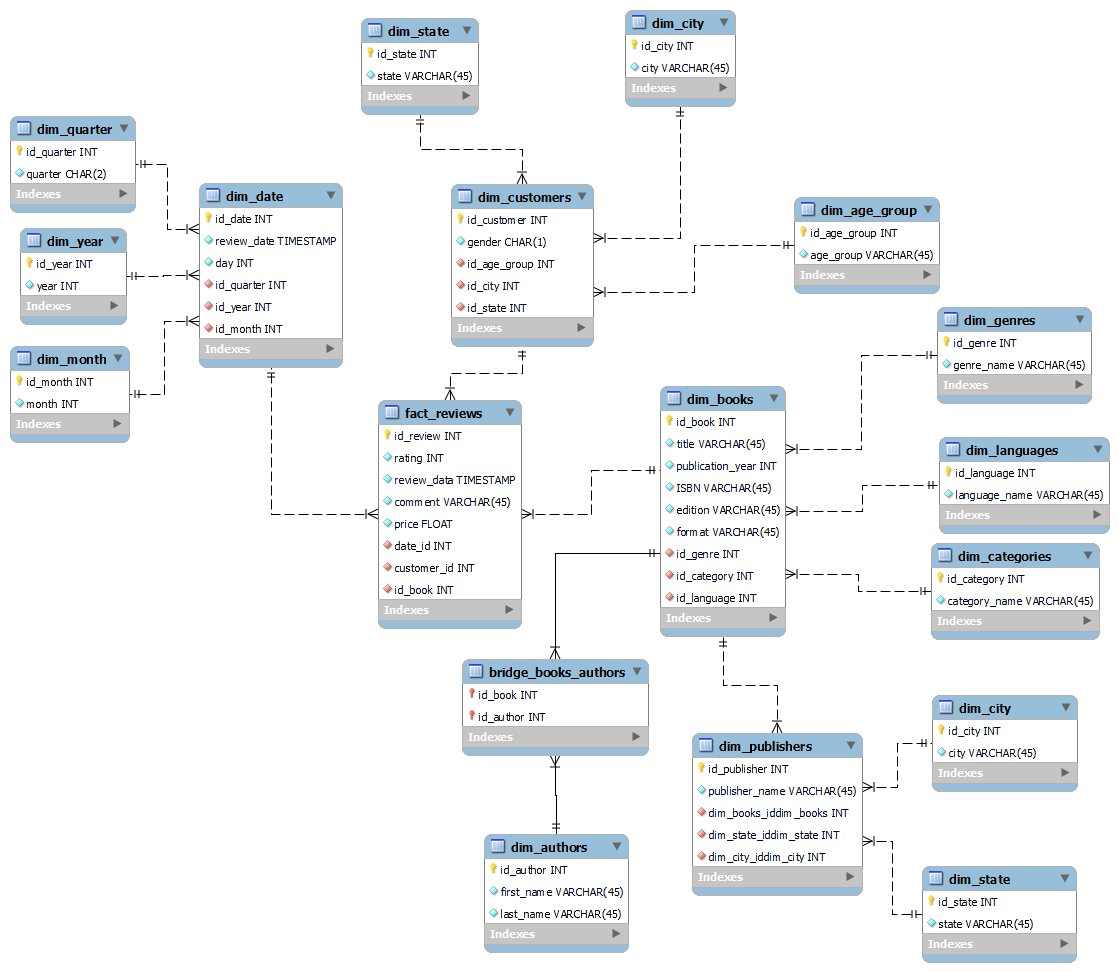 dim_state
id_state INT
state VARCHAR(45)
Indexes
dim_city
id_city INT
city VARCHAR(45)
Indexes
dim_quarter
id_quarter INT
quarter CHAR(2)
Indexes
dim_year
id_year INT
year INT
Indexes
dim_month
id_month INT
month INT
Indexes
dim_date
id_date INT
review_date TIMESTAMP
day INT
id_quarter INT
id_year INT
id_month INT
Indexes
dim_customers
id_customer INT
gender CHAR(1)
id_age_group INT
id_city INT
id_state INT
Indexes
dim_age_group
id_age_group INT
age_group VARCHAR(45)
Indexes
dim_genres
id_genre INT
genre_name VARCHAR(45)
Indexes
fact_reviews
id_review INT
rating INT
review_data TIMESTAMP
comment VARCHAR(45)
price FLOAT
date_id INT
customer_id INT
id_book INT
Indexes
dim_books
id_book INT
title VARCHAR(45)
publication_year INT
ISBN VARCHAR(45)
edition VARCHAR(45)
format VARCHAR(45)
id_genre INT
id_category INT
id_language INT
Indexes
dim_languages
id_language INT
language_name VARCHAR(45)
Indexes
dim_categories
id_category INT
category_name VARCHAR(45)
Indexes
bridge_books_authors
id_book INT
id_author INT
Indexes
dim_authors
id_author INT
first_name VARCHAR(45)
last_name VARCHAR(45)
Indexes
dim_publishers
id_publisher INT
publisher_name VARCHAR(45)
dim_books_iddim_books INT
dim_state_iddim_state INT
dim_city_iddim_city INT
Indexes
dim_city
id_city INT
city VARCHAR(45)
Indexes
dim_state
id_state INT
state VARCHAR(45)
Indexes